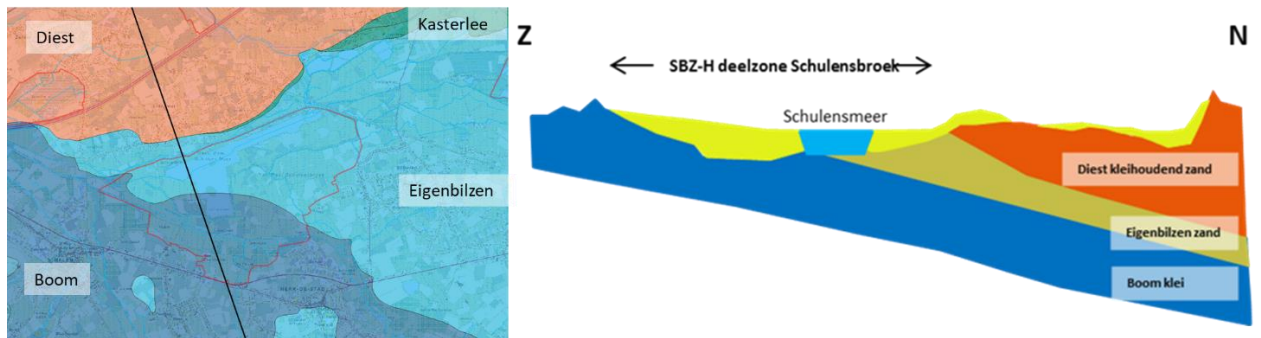 Diest
Kasterlee
Eigenbilzen
Boom
Z
N
SBZ-H deelzone Schulensbroek
Schulensmeer
Diest kleihoudend zand
Eigenbilzen zand
Boom klei